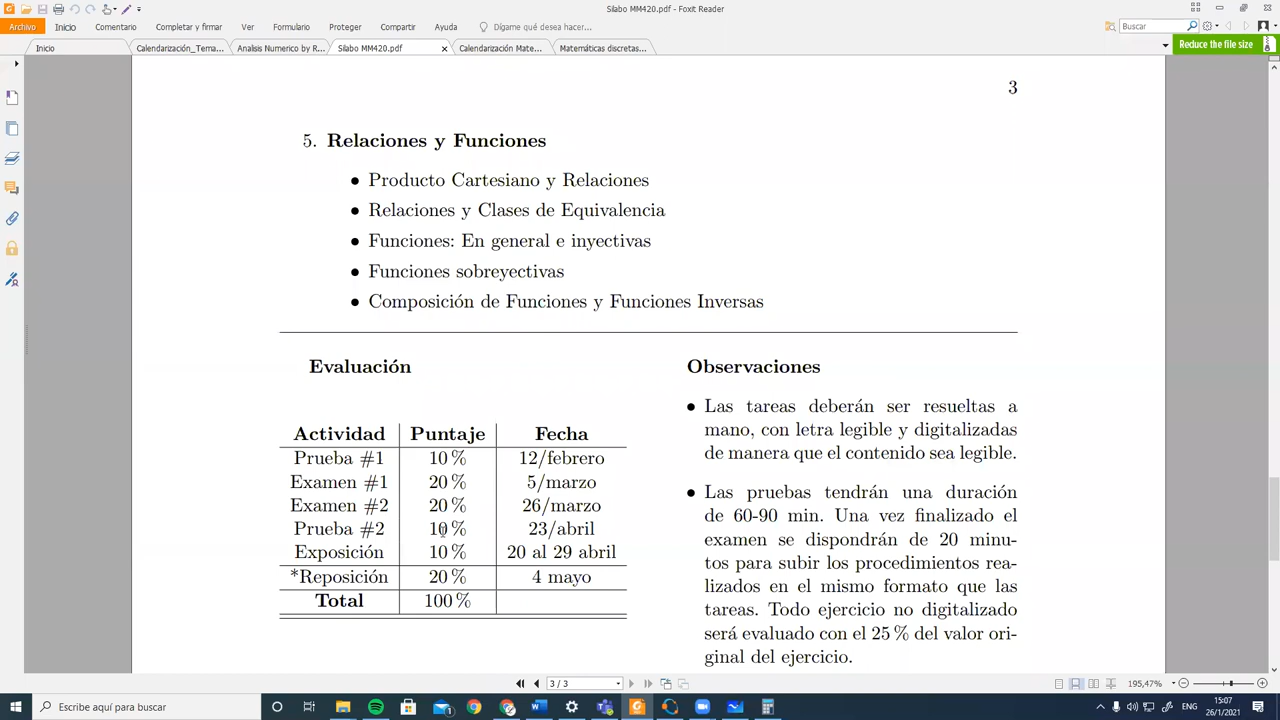 Silabo MM420.pdf - Foxit Reader
Archivo Inicio Comentario Completar y firmar Ver Formulario Proteger Compartir Ayuda Dígame qué desea hacer... Buscar
Inicio Calendarización_Tema... Analisis Numerico by R... Silabo MM420.pdf Calendarización Mate... Matemáticas discretas... Reduce the file size
3
5. Relaciones y Funciones
• Producto Cartesiano y Relaciones
• Relaciones y Clases de Equivalencia
• Funciones: En general e inyectivas
• Funciones sobreyectivas
• Composición de Funciones y Funciones Inversas
Evaluación
Actividad Puntaje Fecha
Prueba #1 10 % 12/febrero
Examen #1 20 % 5/marzo
Examen #2 20 % 26/marzo
Prueba #2 10 % 23/abril
Exposición 10 % 20 al 29 abril
*Reposición 20 % 4 mayo
Total 100 %
Observaciones
• Las tareas deberán ser resueltas a
mano, con letra legible y digitalizadas
de manera que el contenido sea legible.
• Las pruebas tendrán una duración
de 60-90 min. Una vez finalizado el
examen se dispondrán de 20 minu-
tos para subir los procedimientos rea-
lizados en el mismo formato que las
tareas. Todo ejercicio no digitalizado
será evaluado con el 25 % del valor ori-
ginal del ejercicio.
3 / 3 195,47%
Escribe aquí para buscar
15:07
26/1/2021